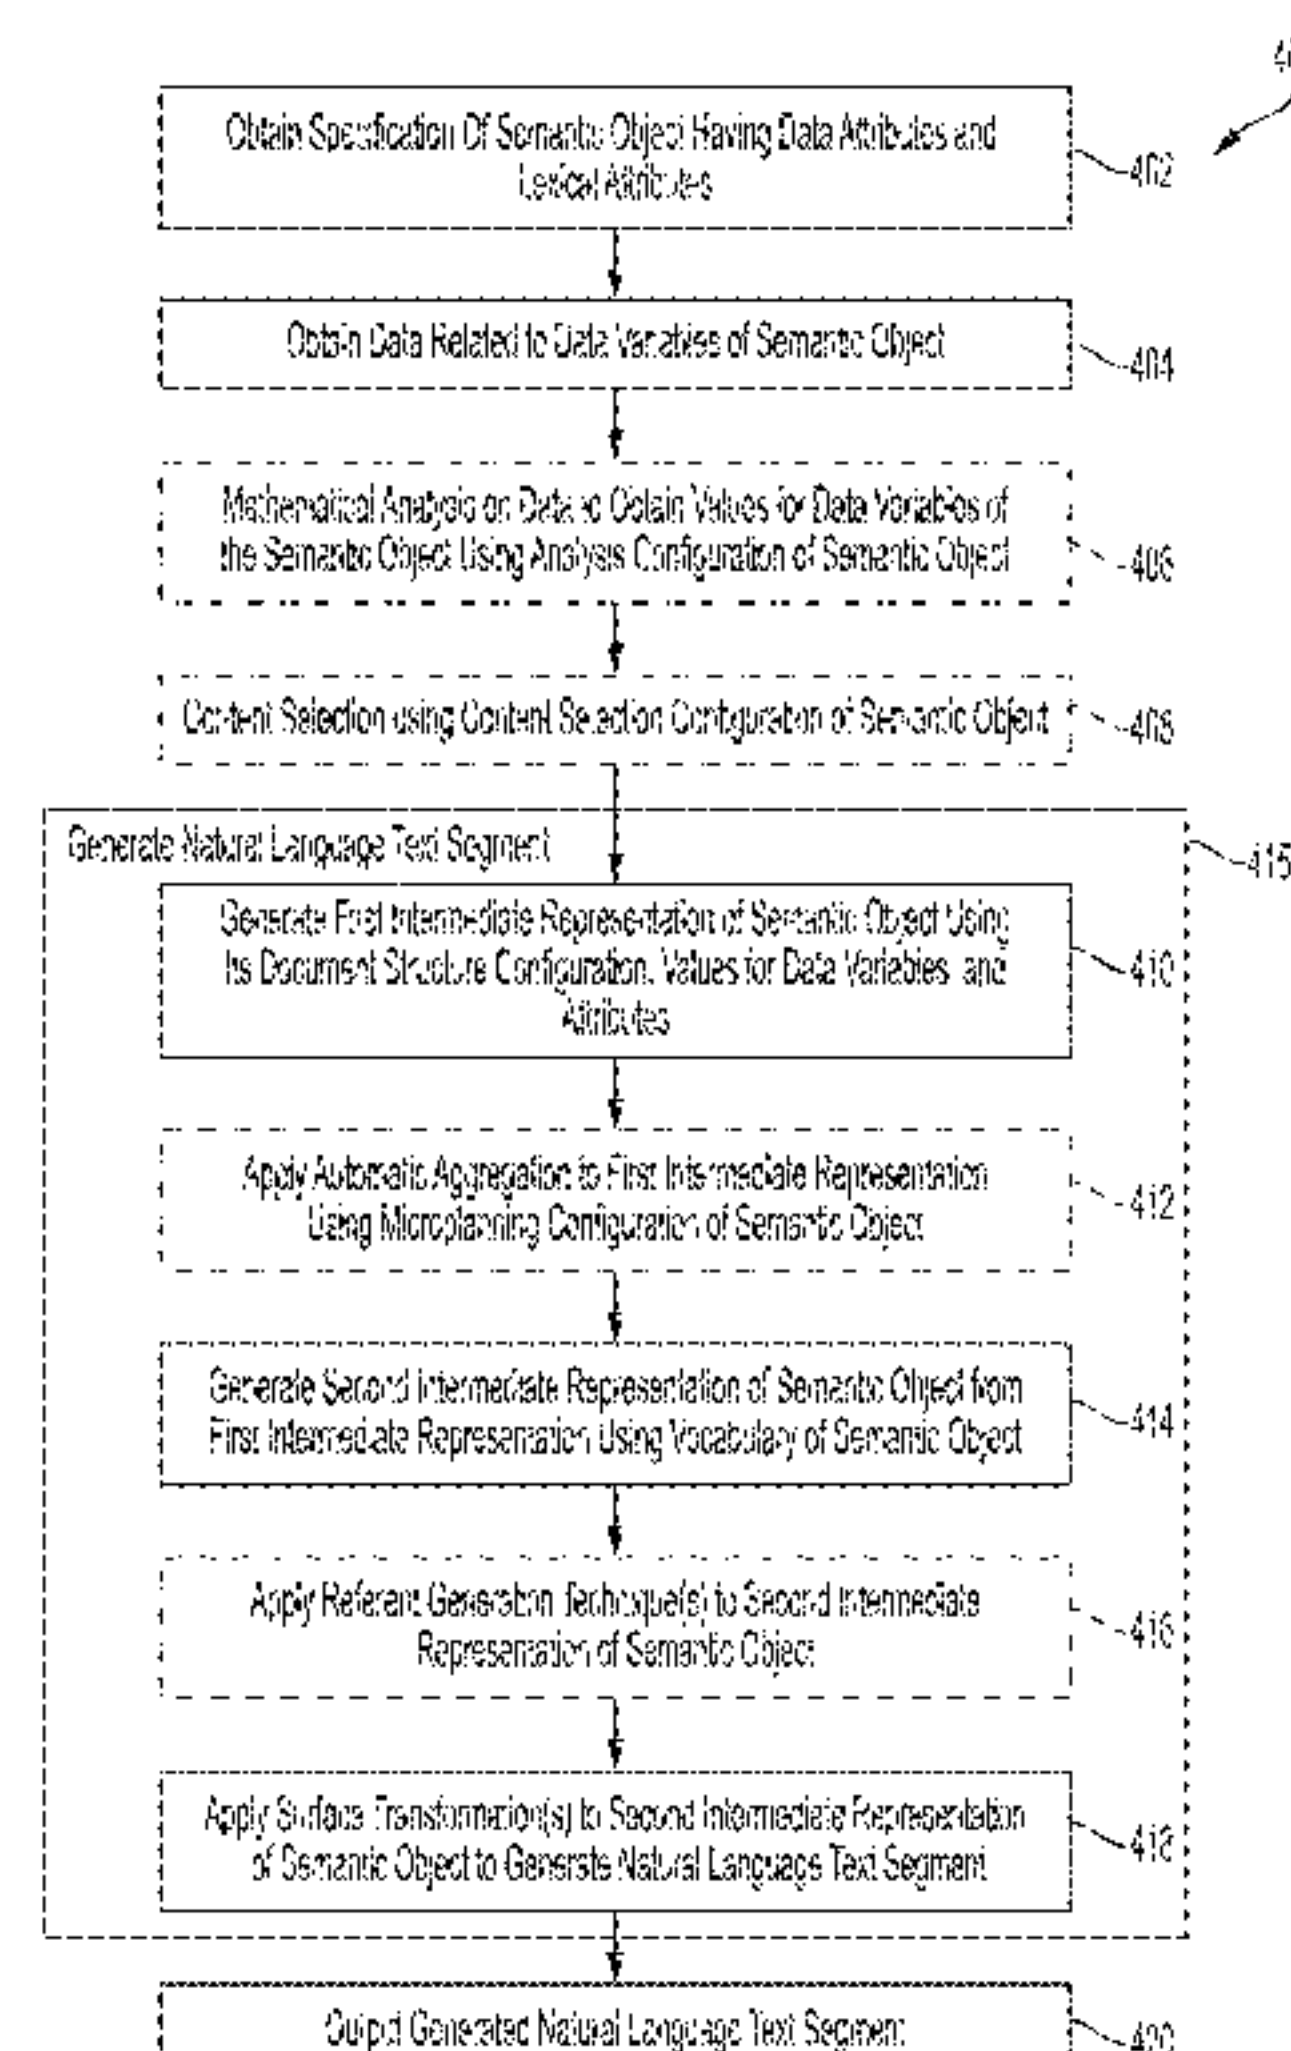 Obtain Specification Of Semantic Object Having Data Attributes and
Lexical Attributes
402
Obtain Data Related to Data Variables of Semantic Object
404
Mathematical Analysis on Data to Obtain Values for Data Variables of
the Semantic Object Using Analysis Configuration of Semantic Object
406
Content Selection using Content Selection Configuration of Semantic Object
408
Generate Natural Language Text Segment
415
Generate First Intermediate Representation of Semantic Object Using
Its Document Structure Configuration, Values for Data Variables, and
Attributes
410
Apply Automatic Aggregation to First Intermediate Representation
Using Microplanning Configuration of Semantic Object
412
Generate Second Intermediate Representation of Semantic Object from
First Intermediate Representation Using Vocabulary of Semantic Object
414
Apply Referent Generation Technique(s) to Second Intermediate
Representation of Semantic Object
416
Apply Surface Transformation(s) to Second Intermediate Representation
of Semantic Object to Generate Natural Language Text Segment
418
Output Generated Natural Language Text Segment